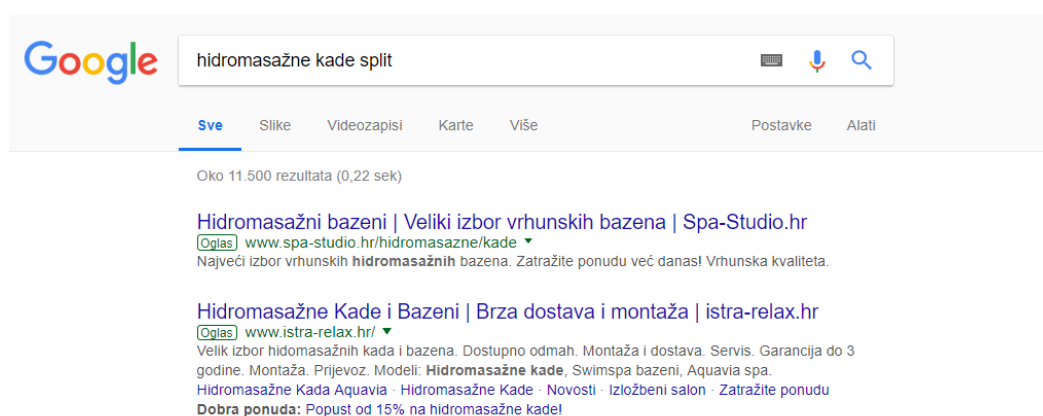 Google hidromasažne kade split
Sve Slike Videozapisi Karte Više Postavke Alati
Oko 11.500 rezultata (0,22 sek)
Hidromasažni bazeni | Veliki izbor vrhunskih bazena | Spa-Studio.hr
Oglas www.spa-studio.hr/hidromasazne/kade
Najveći izbor vrhunskih hidromasažnih bazena. Zatražite ponudu već danas! Vrhunska kvaliteta.
Hidromasažne Kade i Bazeni | Brza dostava i montaža | istra-relax.hr
Oglas www.istra-relax.hr/
Velik izbor hidomasažnih kada i bazena. Dostupno odmah. Montaža i dostava. Servis. Garancija do 3
godine. Montaža. Prijevoz. Modeli: Hidromasažne kade, Swimspa bazeni, Aquavia spa.
Hidromasažne Kada Aquavia · Hidromasažne Kade · Novosti · Izložbeni salon · Zatražite ponudu
Dobra ponuda: Popust od 15% na hidromasažne kade!